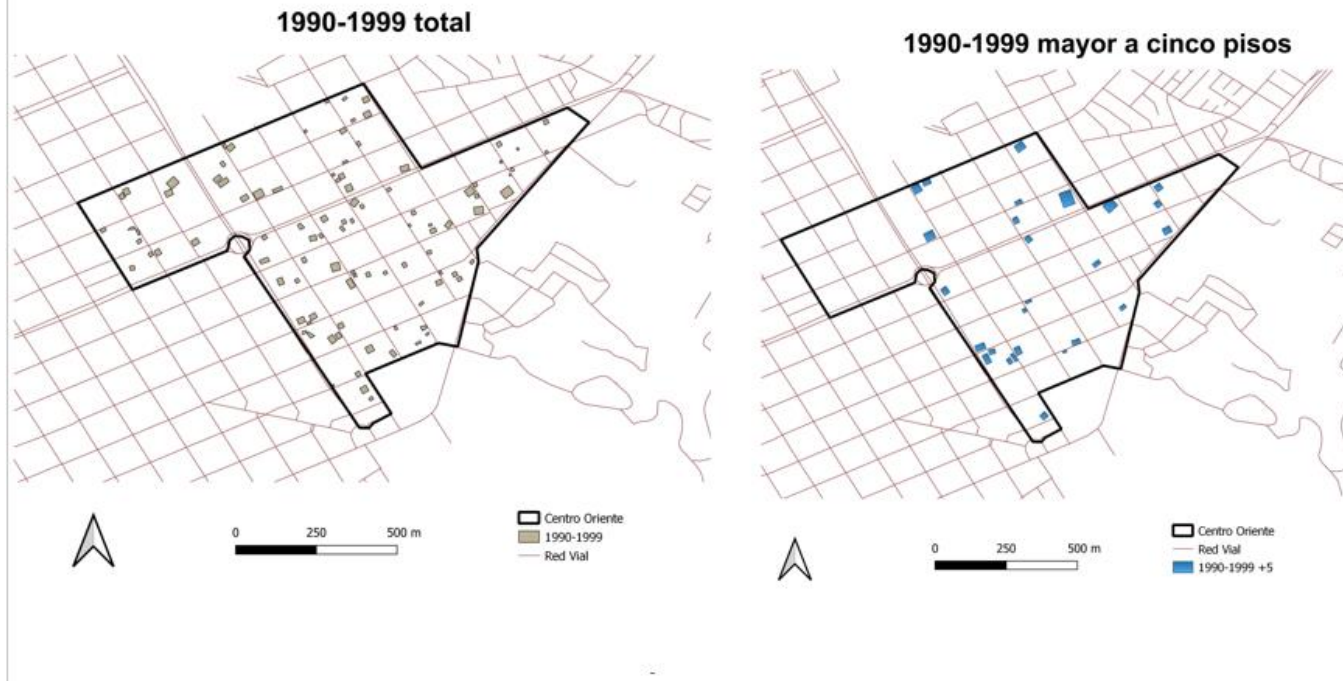 1990-1999 total
0 250 500 m
Centro Oriente
1990-1999
Red Vial
1990-1999 mayor a cinco pisos
0 250 500 m
Centro Oriente
Red Vial
1990-1999 +5
-